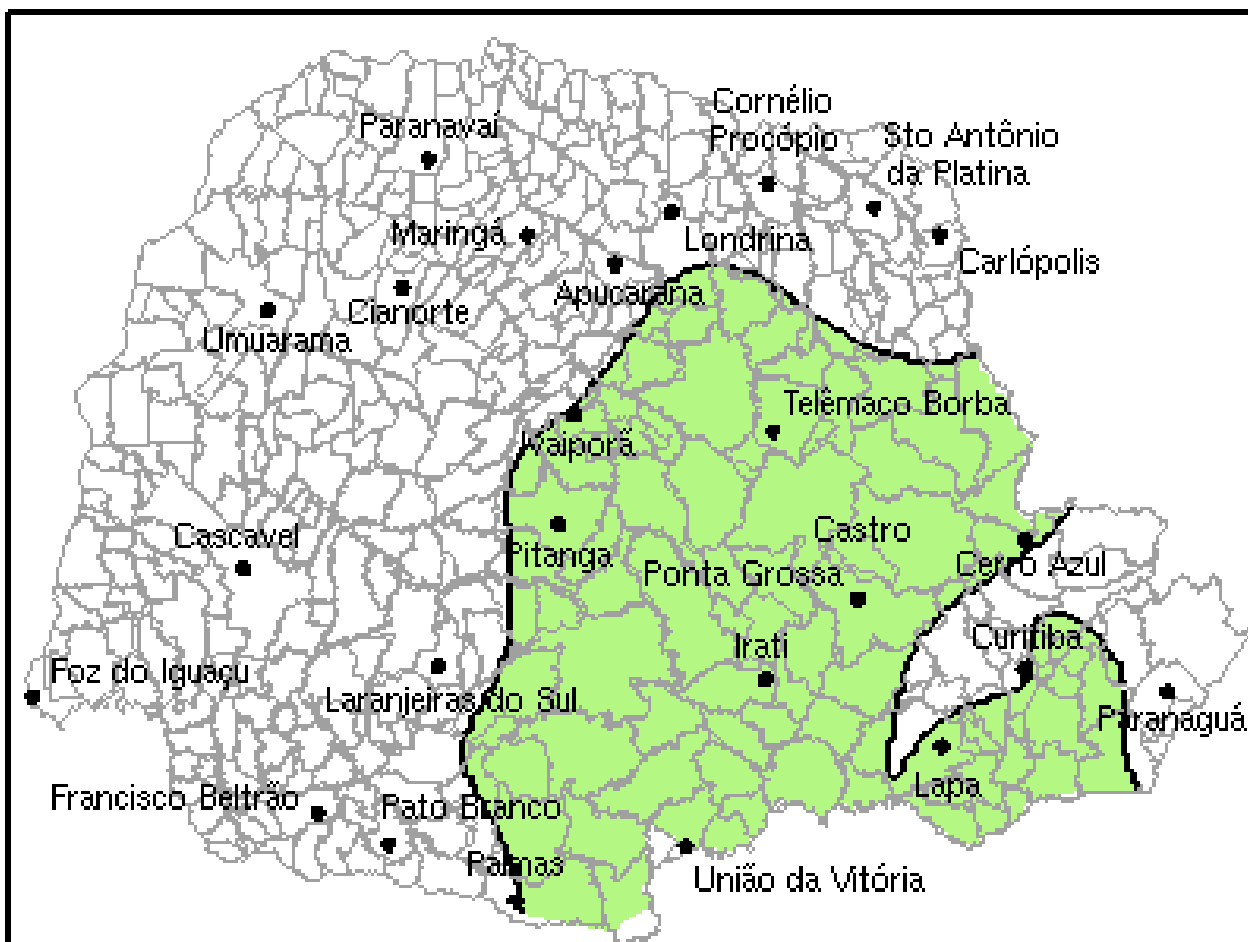 Cornélio
Procópio
Paranavaí
Sto Antônio
da Platina
Maringá
Londrina
Carlópolis
Apucarana
Cianorte
Umuarama
Telêmaco Borba
Ivaiporã
Cascavel
Castro
Pitanga
Cerro Azul
Ponta Grossa
Irati
Curitiba
Foz do Iguaçu
Laranjeiras do Sul
Paranaguá
Lapa
Francisco Beltrão
Pato Branco
Palmas
União da Vitória